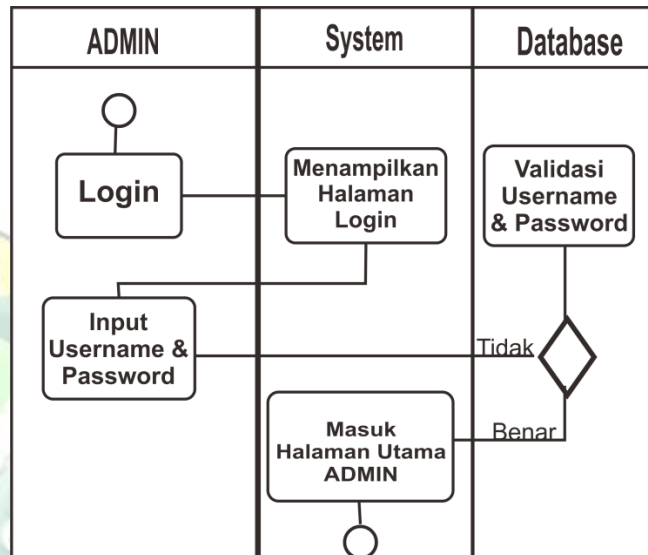 ADMIN
System
Database
Login
Menampilkan
Halaman
Login
Validasi
Username
& Password
Input
Username &
Password
Tidak
Benar
Masuk
Halaman Utama
ADMIN